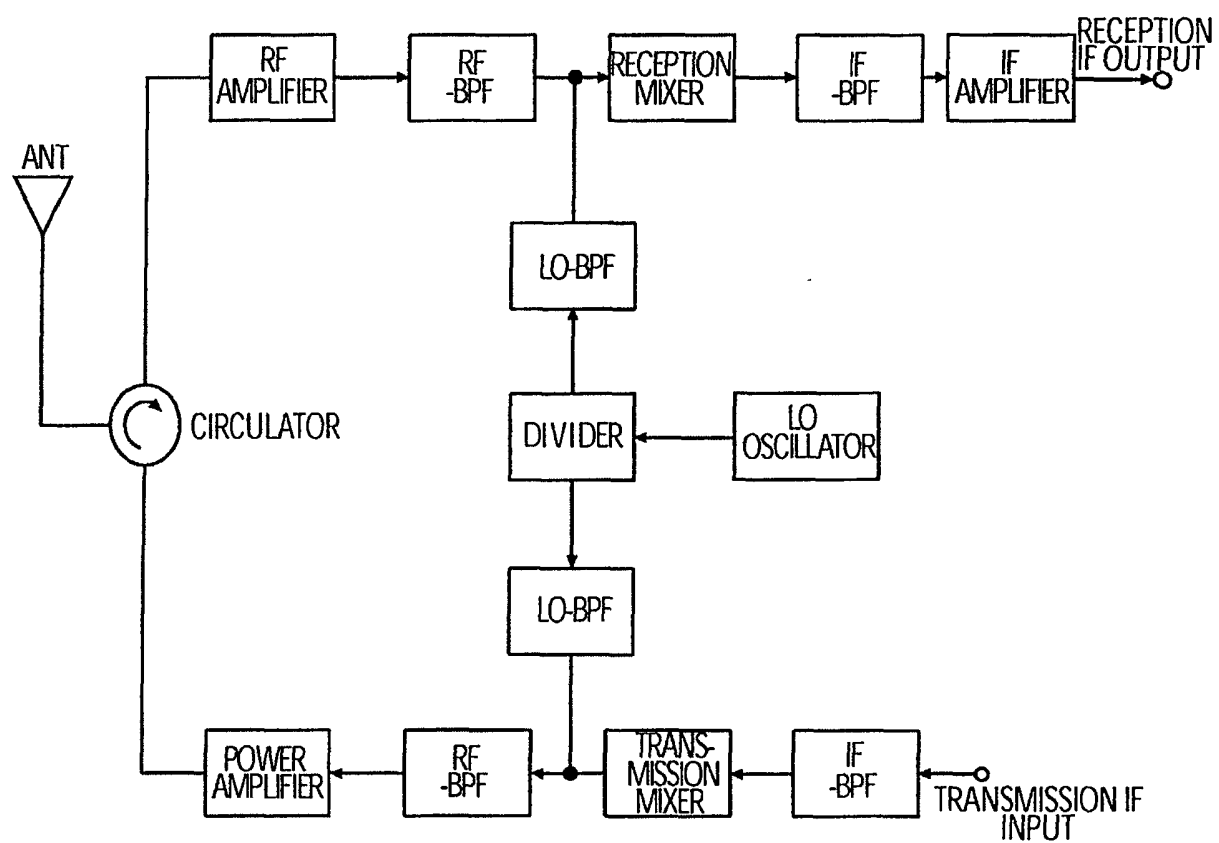 RF
AMPLIFIER
RF
-BPF
RECEPTION
MIXER
IF
-BPF
IF
AMPLIFIER
RECEPTION
IF OUTPUT
ANT
LO-BPF
CIRCULATOR
DIVIDER
LO
OSCILLATOR
LO-BPF
POWER
AMPLIFIER
RF
-BPF
TRANS-
MISSION
MIXER
IF
-BPF
TRANSMISSION IF
INPUT